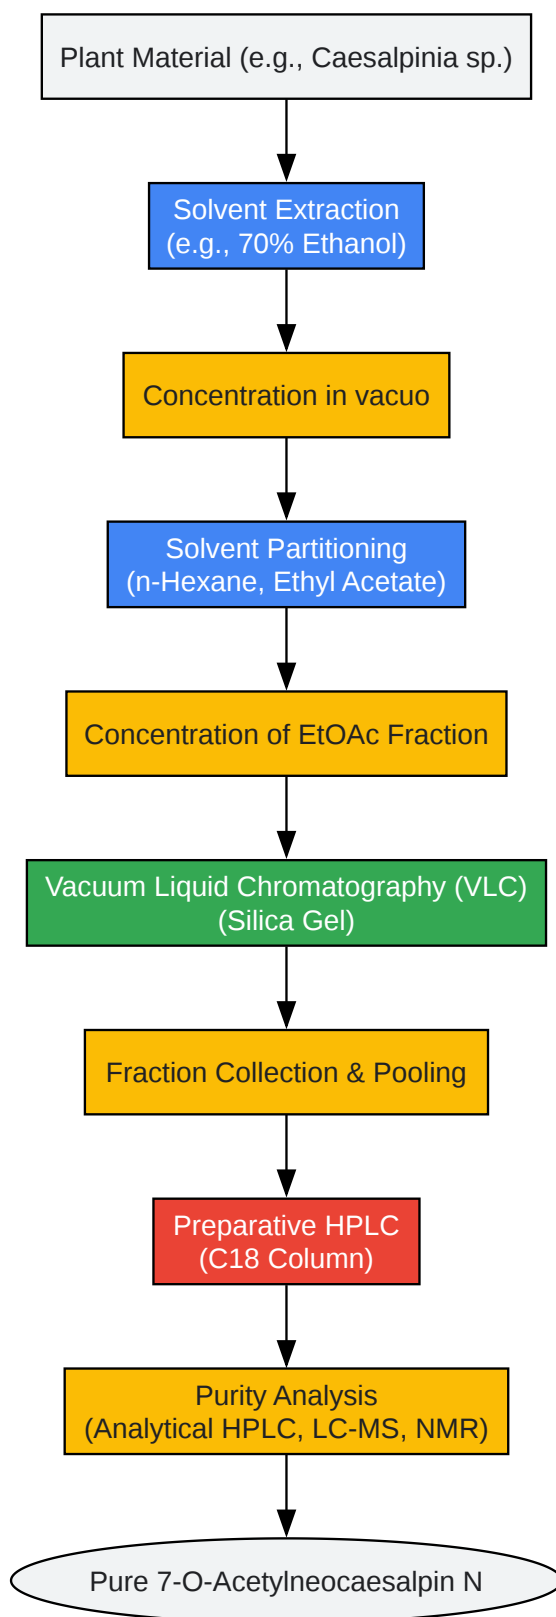 Plant Material (e.g., Caesalpinia sp.)
Solvent Extraction
(e.g., 70% Ethanol)
Concentration in vacuo
Solvent Partitioning
(n-Hexane, Ethyl Acetate)
Concentration of EtOAc Fraction
Vacuum Liquid Chromatography (VLC)
(Silica Gel)
Fraction Collection & Pooling
Preparative HPLC
(C18 Column)
Purity Analysis
(Analytical HPLC, LC-MS, NMR)
Pure 7-O-Acetylneocaesalpin N